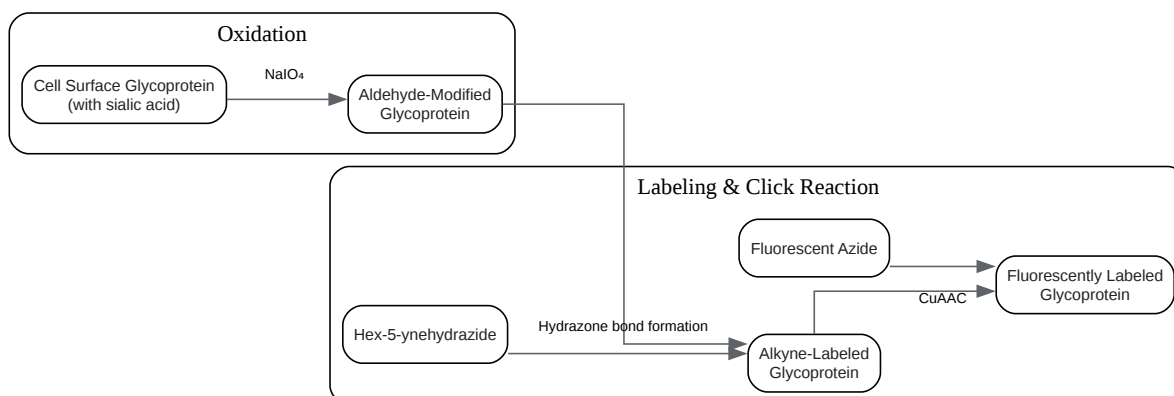 Oxidation
Cell Surface Glycoprotein
(with sialic acid)
NaIO₄
Aldehyde-Modified
Glycoprotein
Labeling & Click Reaction
Fluorescent Azide
Fluorescently Labeled
Glycoprotein
CuAAC
Hex-5-ynehydrazide
Hydrazone bond formation
Alkyne-Labeled
Glycoprotein